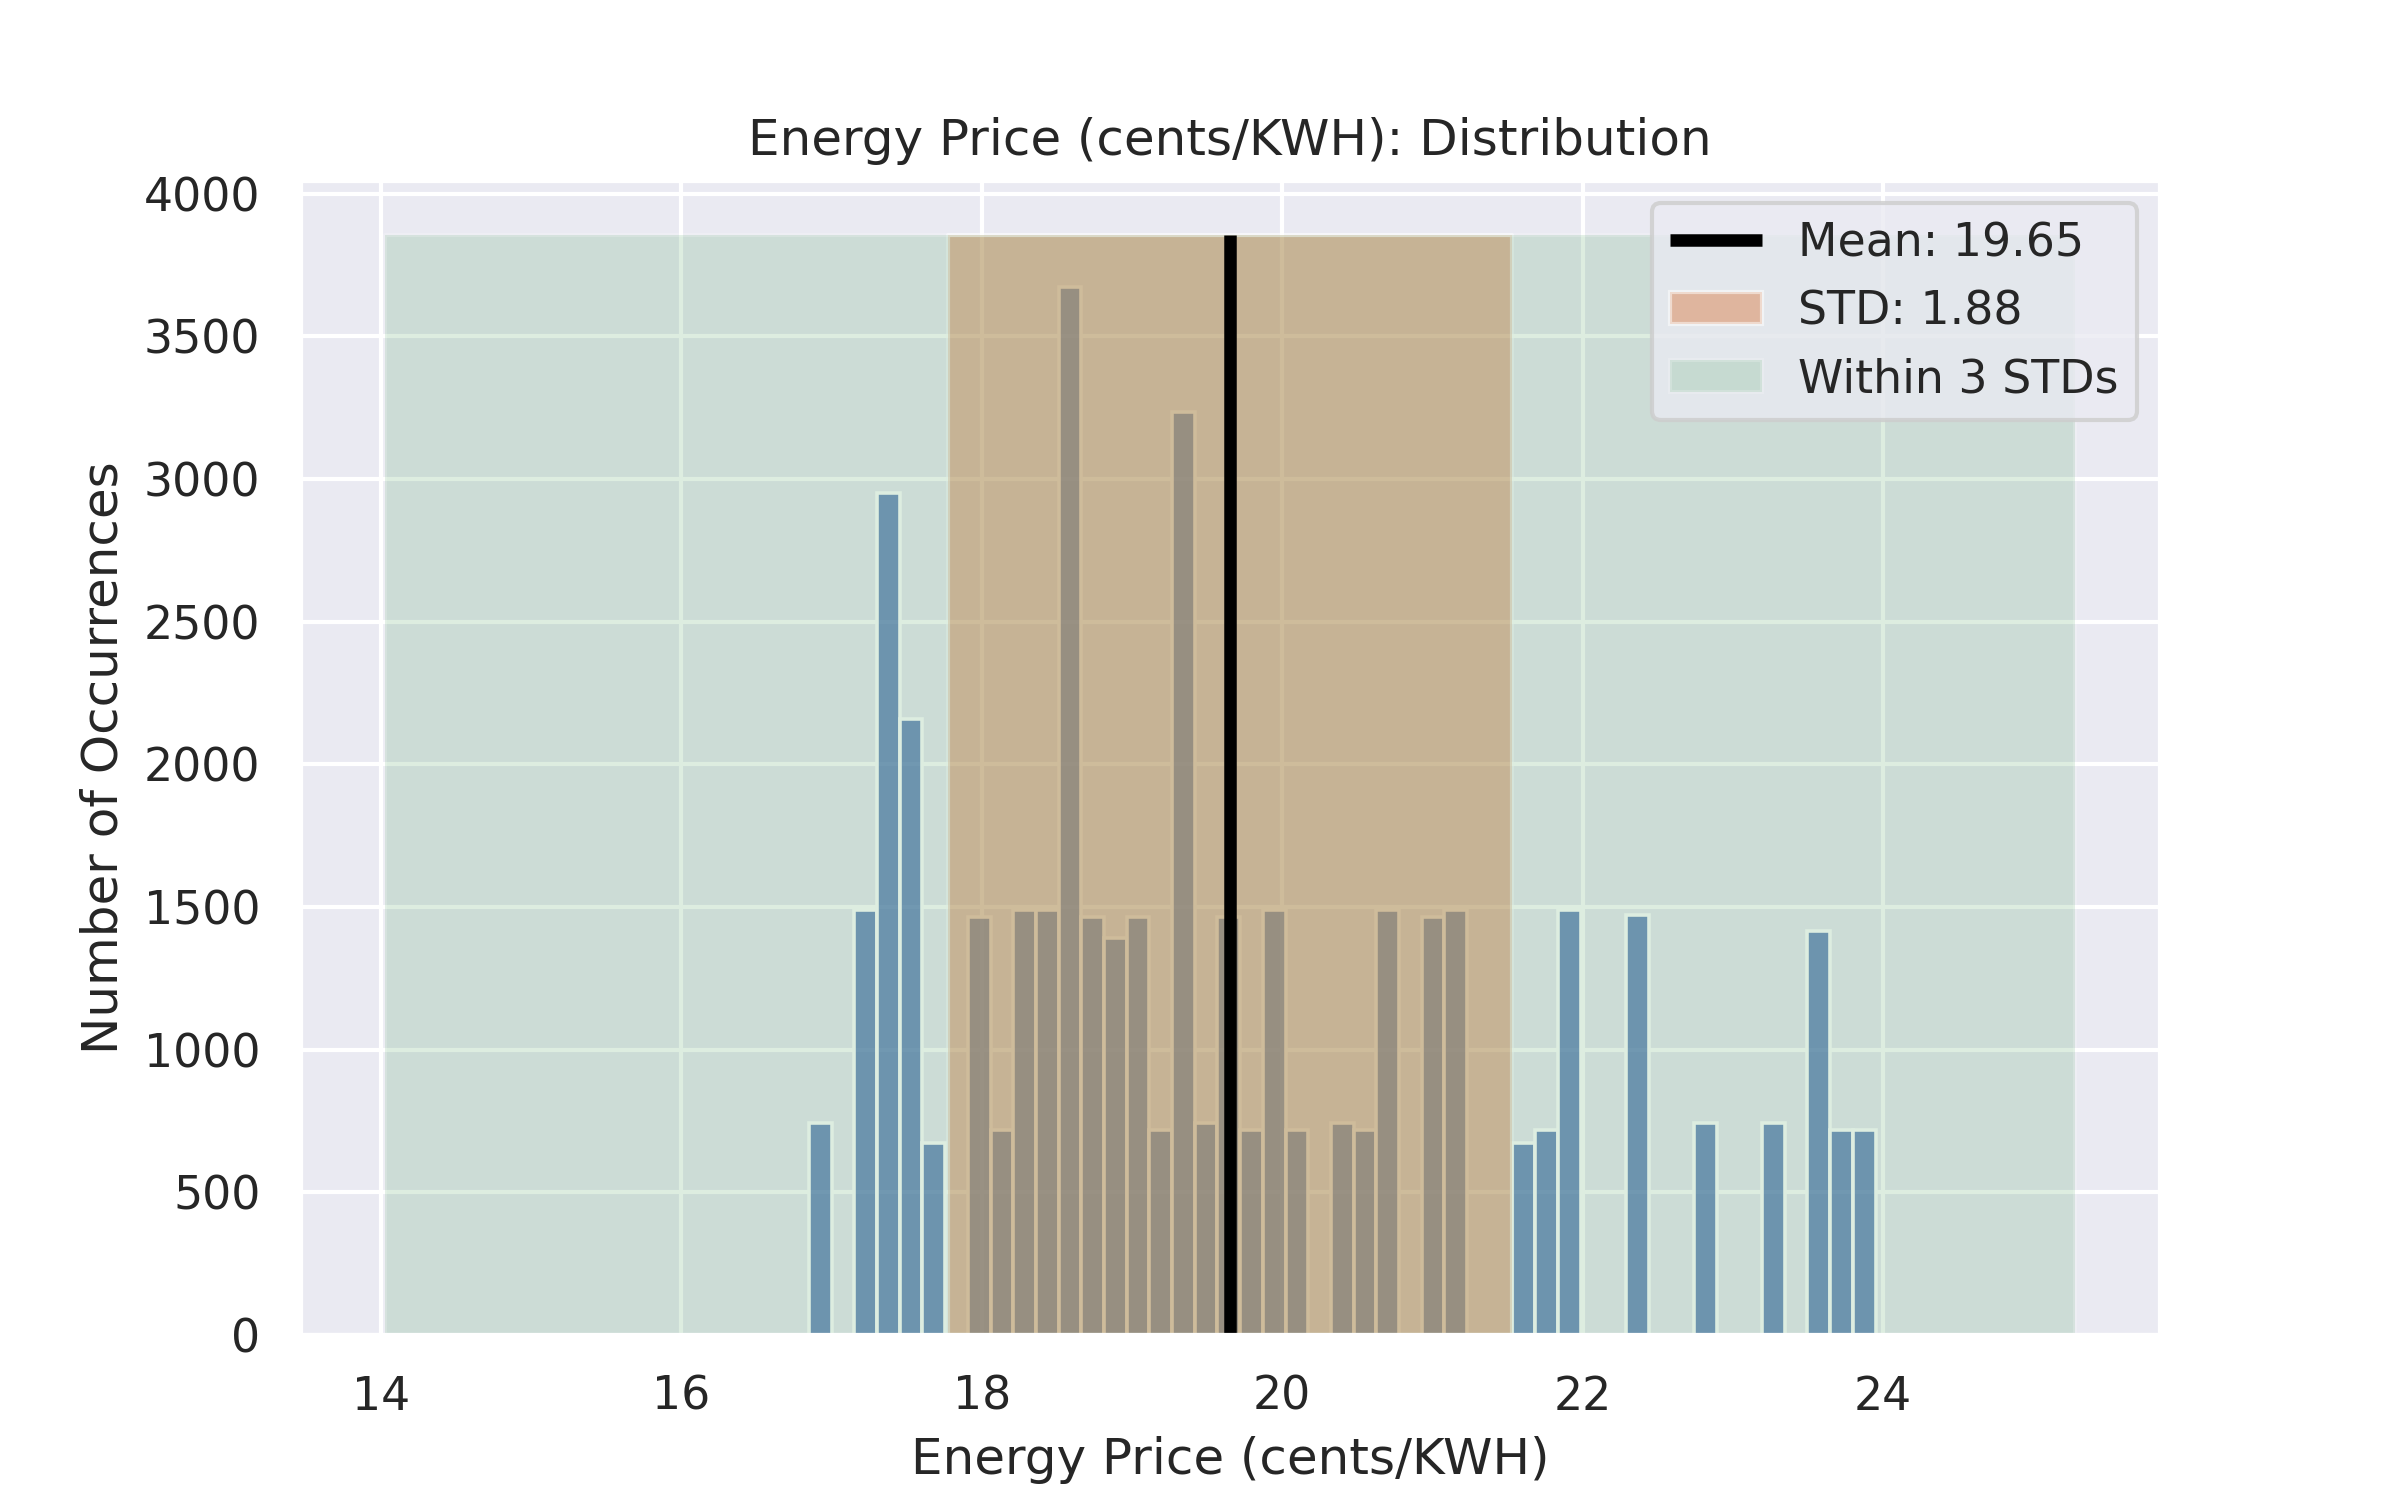 Energy Price (cents/KWH): Distribution
Mean: 19.65
STD: 1.88
Within 3 STDs
Number of Occurrences
4000
3500
3000
2500
2000
1500
1000
500
0
14 16 18 20 22 24
Energy Price (cents/KWH)